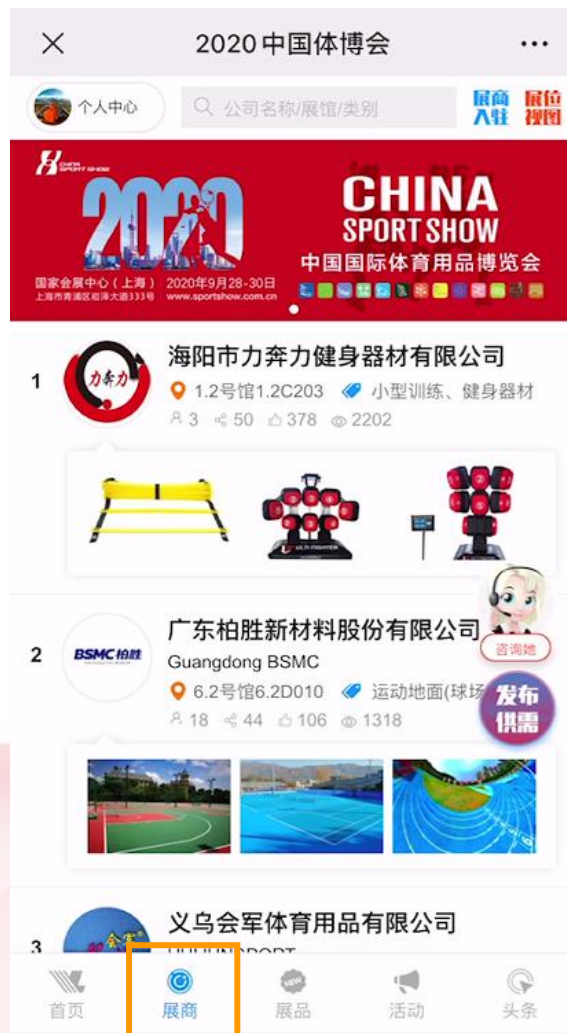 2020中国体博会
个人中心
公司名称/展馆/类别
展商入驻
展位视图
CHINA SPORT SHOW
2020
国家会展中心(上海)
上海市青浦区崧泽大道333号
2020年9月28-30日
www.sportshow.com.cn
CHINA
SPORT SHOW
中国国际体育用品博览会
1
力奔力
海阳市力奔力健身器材有限公司
1.2号馆1.2C203 小型训练、健身器材
3 50 378 2202
ULTI FIGHTER
2
BSMC 柏胜
广东柏胜新材料股份有限公司
Guangdong BSMC
6.2号馆6.2D010 运动地面(球场
18 44 106 1318
咨询她
发布
供需
3
会军
义乌会军体育用品有限公司
首页
展商
NEW
展品
活动
头条